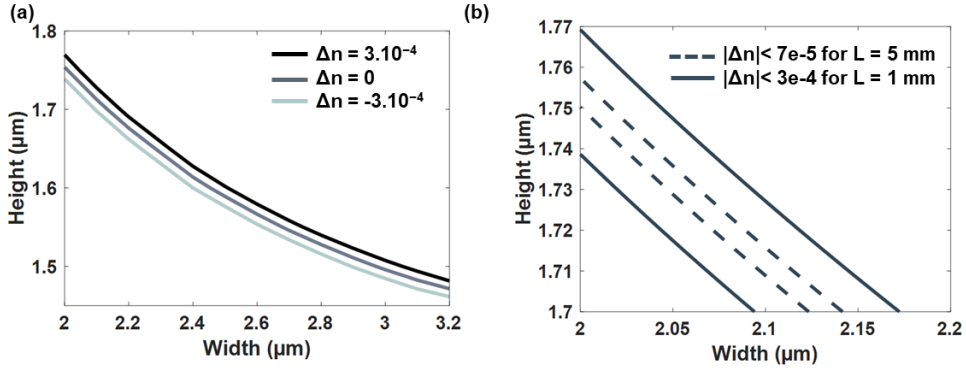 (a)
Height (µm)
1.8
1.7
1.6
1.5
Δn = 3.10⁻⁴
Δn = 0
Δn = -3.10⁻⁴
2 2.2 2.4 2.6 2.8 3 3.2
Width (µm)
(b)
Height (µm)
1.77
1.76
1.75
1.74
1.73
1.72
1.71
1.7
|Δn|< 7e-5 for L = 5 mm
|Δn|< 3e-4 for L = 1 mm
2 2.05 2.1 2.15 2.2
Width (µm)